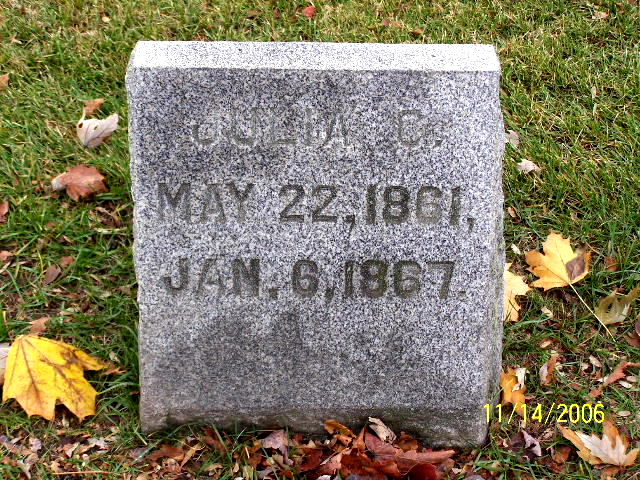 JULIA C.
MAY 22, 1861,
JAN. 6, 1867.
11/14/2006